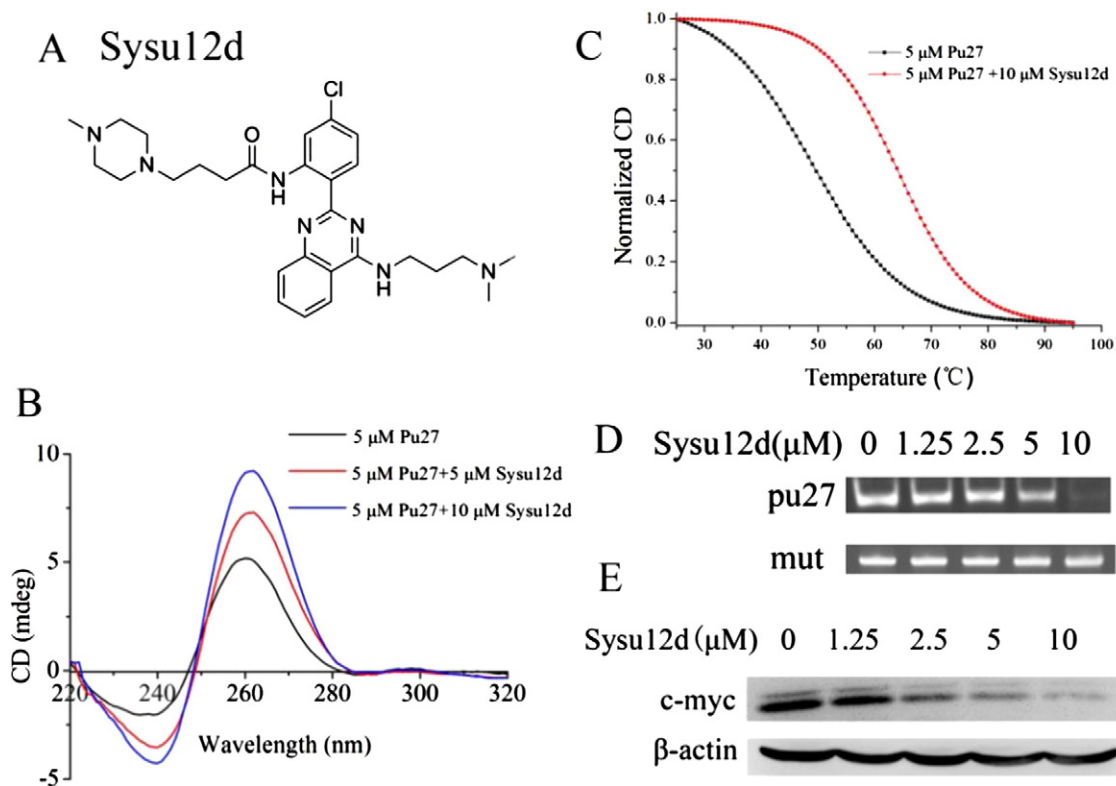 A Sysu12d
Cl
N
N
O
N
H
N
N
N
H
N
B
5 μM Pu27
5 μM Pu27+5 μM Sysu12d
5 μM Pu27+10 μM Sysu12d
10
5
0
-5
CD (mdeg)
220 240 260 280 300 320
Wavelength (nm)
C
5 μM Pu27
5 μM Pu27 +10 μM Sysu12d
1.0
0.8
0.6
0.4
0.2
0.0
Normalized CD
30 40 50 60 70 80 90 100
Temperature (℃)
D
Sysu12d(μM) 0 1.25 2.5 5 10
pu27
mut
E
Sysu12d(μM) 0 1.25 2.5 5 10
c-myc
β-actin